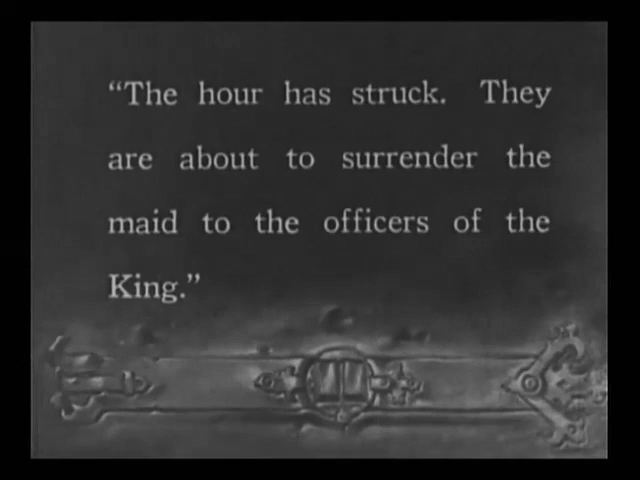 “The hour has struck. They
are about to surrender the
maid to the officers of the
King.”